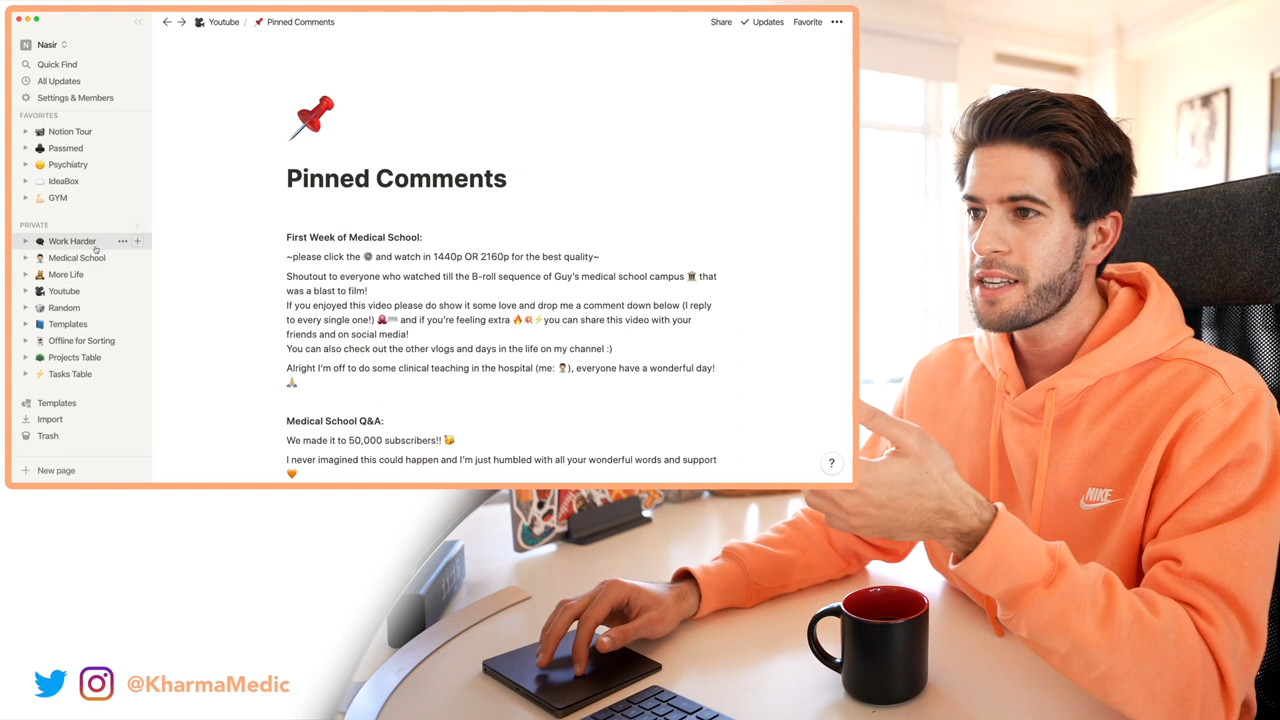 Nasir
Quick Find
All Updates
Settings & Members
FAVORITES
Notion Tour
Passmed
Psychiatry
IdeaBox
GYM
PRIVATE
Work Harder
Medical School
More Life
Youtube
Random
Templates
Offline for Sorting
Projects Table
Tasks Table
Templates
Import
Trash
New page
Youtube / Pinned Comments
Share Updates Favorite
Pinned Comments
First Week of Medical School:
~please click the ⚙️ and watch in 1440p OR 2160p for the best quality~
Shoutout to everyone who watched till the B-roll sequence of Guy's medical school campus 🏛 that
was a blast to film!
If you enjoyed this video please do show it some love and drop me a comment down below (I reply
to every single one!) and if you're feeling extra 🔥💥⚡you can share this video with your
friends and on social media!
You can also check out the other vlogs and days in the life on my channel :)
Alright I'm off to do some clinical teaching in the hospital (me: 👨🏻‍⚕️), everyone have a wonderful day!
🙏🏼
Medical School Q&A:
We made it to 50,000 subscribers!! 🥳
I never imagined this could happen and I'm just humbled with all your wonderful words and support
🧡
?
NIKE
@KharmaMedic